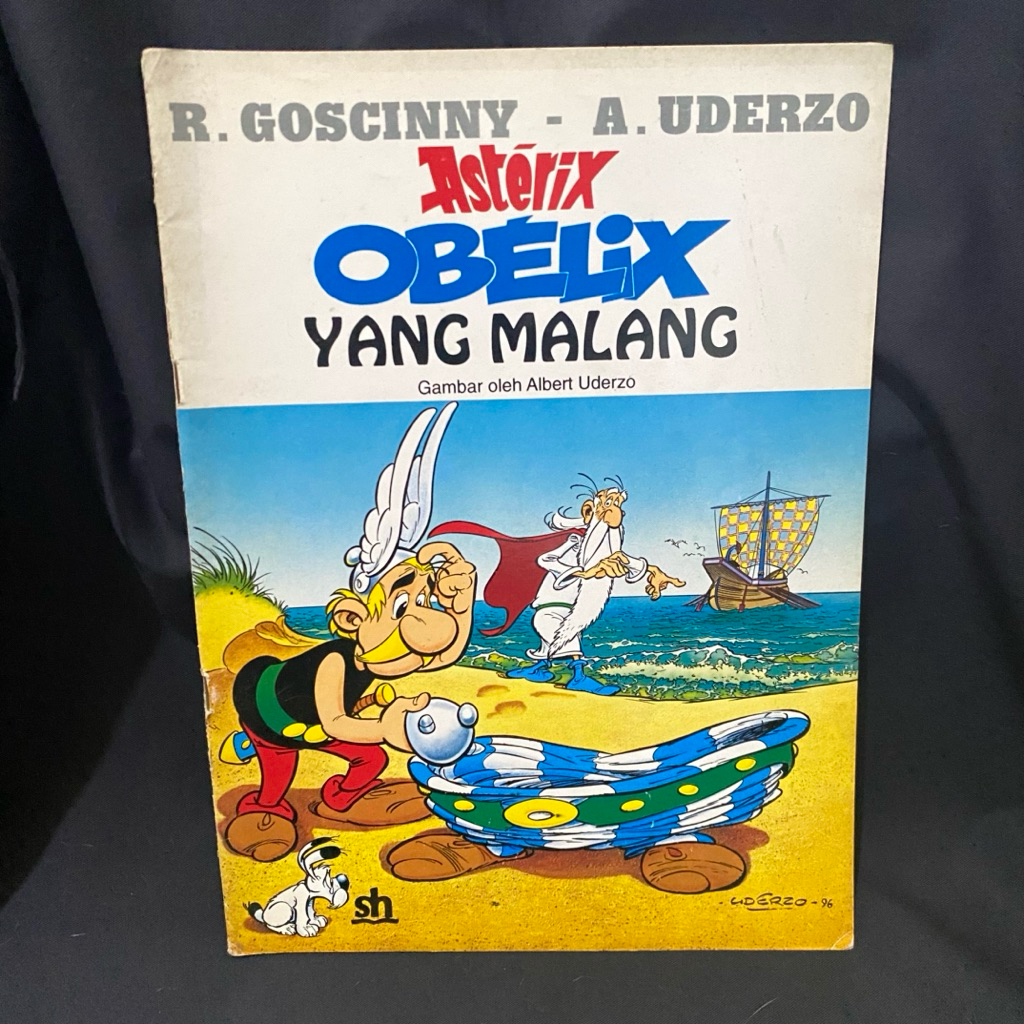 R. GOSCINNY - A. UDERZO
Astérix
OBÉLiX
YANG MALANG
Gambar oleh Albert Uderzo
sh
- UDERZO - 96